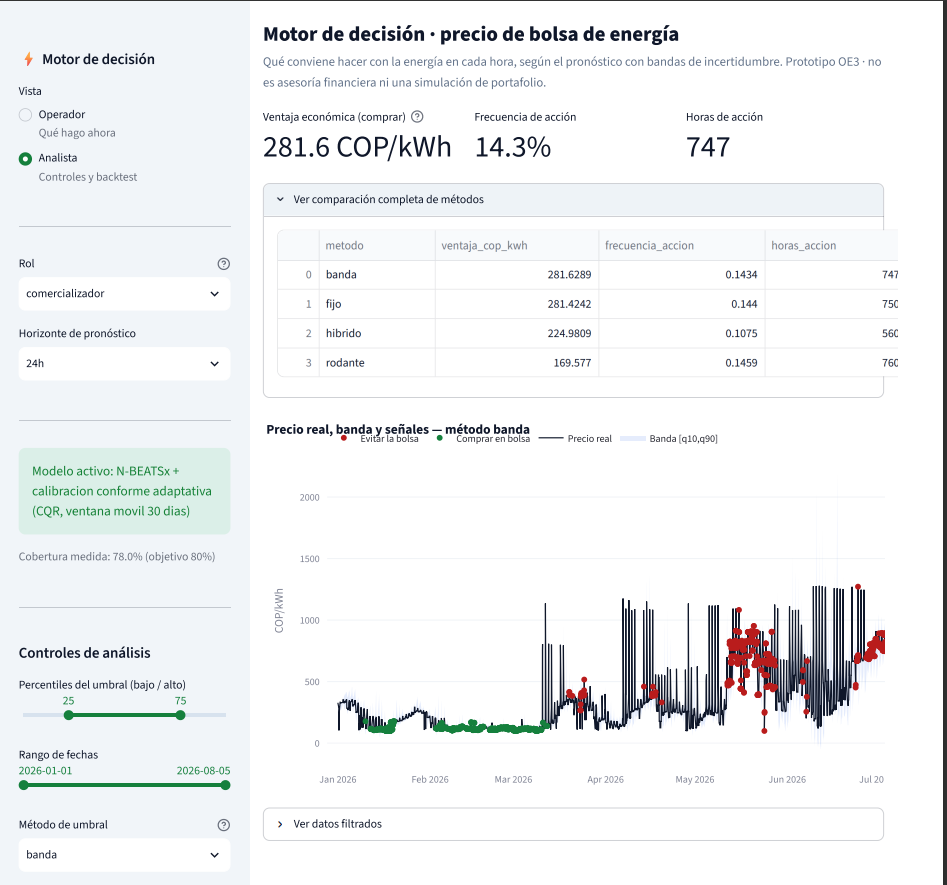 Motor de decisión
Vista
Operador
Qué hago ahora
Analista
Controles y backtest
Rol
comercializador
Horizonte de pronóstico
24h
Modelo activo: N-BEATSx +
calibracion conforme adaptativa
(CQR, ventana movil 30 dias)
Cobertura medida: 78.0% (objetivo 80%)
Controles de análisis
Percentiles del umbral (bajo / alto)
25 75
Rango de fechas
2026-01-01 2026-08-05
Método de umbral
banda
Motor de decisión · precio de bolsa de energía
Qué conviene hacer con la energía en cada hora, según el pronóstico con bandas de incertidumbre. Prototipo OE3 · no
es asesoría financiera ni una simulación de portafolio.
Ventaja económica (comprar) Frecuencia de acción Horas de acción
281.6 COP/kWh 14.3% 747
Ver comparación completa de métodos
metodo ventaja_cop_kwh frecuencia_accion horas_accion
0 banda 281.6289 0.1434 747
1 fijo 281.4242 0.144 750
2 hibrido 224.9809 0.1075 560
3 rodante 169.577 0.1459 760
Precio real, banda y señales — método banda
Evitar la bolsa Comprar en bolsa Precio real Banda [q10,q90]
2000
1500
1000
500
0
COP/kWh
Jan 2026 Feb 2026 Mar 2026 Apr 2026 May 2026 Jun 2026 Jul 20
Ver datos filtrados